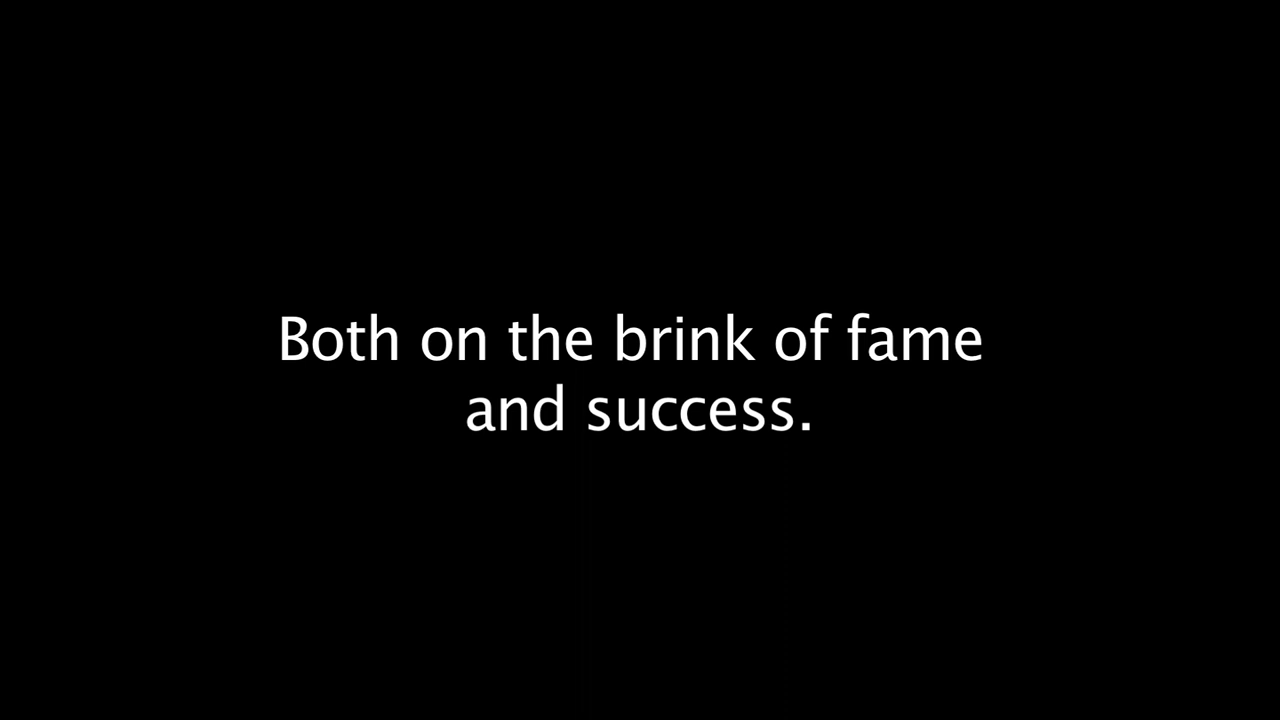 Both on the brink of fame
and success.